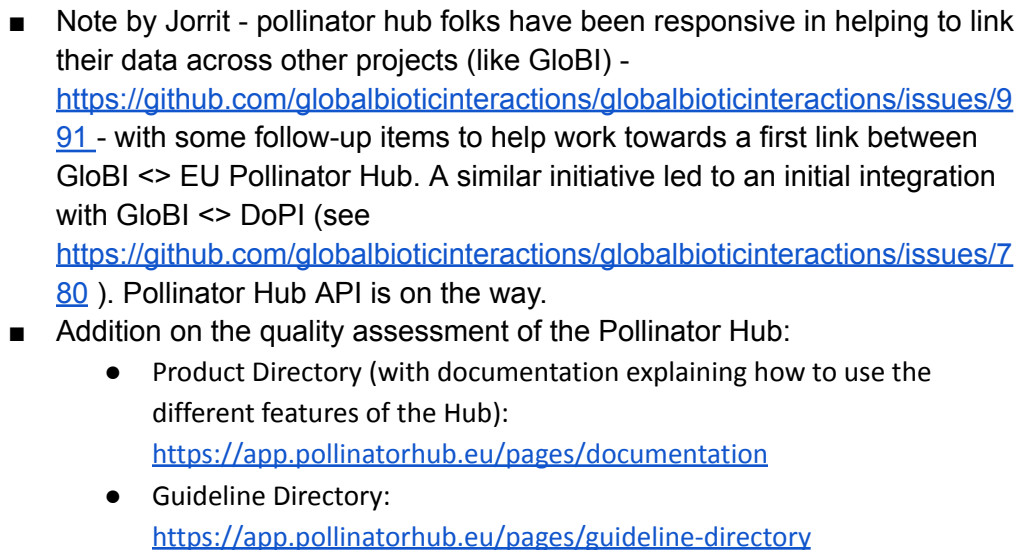 ■ Note by Jorrit - pollinator hub folks have been responsive in helping to link
their data across other projects (like GloBI) -
https://github.com/globalbioticinteractions/globalbioticinteractions/issues/9
91 - with some follow-up items to help work towards a first link between
GloBI <> EU Pollinator Hub. A similar initiative led to an initial integration
with GloBI <> DoPI (see
https://github.com/globalbioticinteractions/globalbioticinteractions/issues/7
80 ). Pollinator Hub API is on the way.
■ Addition on the quality assessment of the Pollinator Hub:
● Product Directory (with documentation explaining how to use the
different features of the Hub):
https://app.pollinatorhub.eu/pages/documentation
● Guideline Directory:
https://app.pollinatorhub.eu/pages/guideline-directory